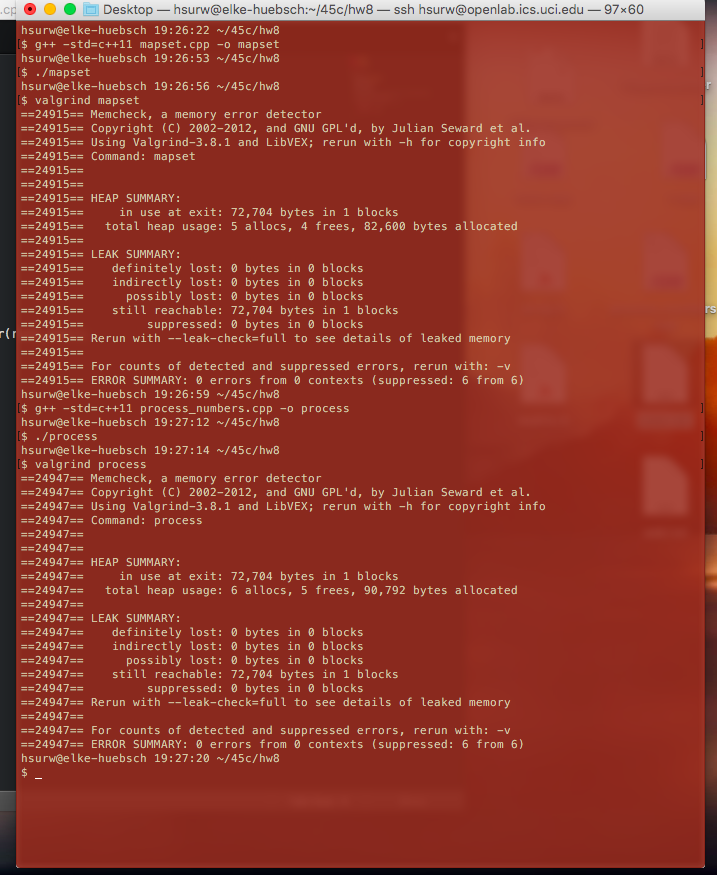 Desktop — hsurw@elke-huebsch:~/45c/hw8 — ssh hsurw@openlab.ics.uci.edu — 97×60
hsurw@elke-huebsch 19:26:22 ~/45c/hw8
[$ g++ -std=c++11 mapset.cpp -o mapset ]
hsurw@elke-huebsch 19:26:53 ~/45c/hw8
[$ ./mapset ]
hsurw@elke-huebsch 19:26:56 ~/45c/hw8
[$ valgrind mapset ]
==24915== Memcheck, a memory error detector
==24915== Copyright (C) 2002-2012, and GNU GPL'd, by Julian Seward et al.
==24915== Using Valgrind-3.8.1 and LibVEX; rerun with -h for copyright info
==24915== Command: mapset
==24915==
==24915==
==24915== HEAP SUMMARY:
==24915==     in use at exit: 72,704 bytes in 1 blocks
==24915==   total heap usage: 5 allocs, 4 frees, 82,600 bytes allocated
==24915==
==24915== LEAK SUMMARY:
==24915==    definitely lost: 0 bytes in 0 blocks
==24915==    indirectly lost: 0 bytes in 0 blocks
==24915==      possibly lost: 0 bytes in 0 blocks
==24915==    still reachable: 72,704 bytes in 1 blocks
==24915==         suppressed: 0 bytes in 0 blocks
==24915== Rerun with --leak-check=full to see details of leaked memory
==24915==
==24915== For counts of detected and suppressed errors, rerun with: -v
==24915== ERROR SUMMARY: 0 errors from 0 contexts (suppressed: 6 from 6)
hsurw@elke-huebsch 19:26:59 ~/45c/hw8
[$ g++ -std=c++11 process_numbers.cpp -o process ]
hsurw@elke-huebsch 19:27:12 ~/45c/hw8
[$ ./process ]
hsurw@elke-huebsch 19:27:14 ~/45c/hw8
[$ valgrind process ]
==24947== Memcheck, a memory error detector
==24947== Copyright (C) 2002-2012, and GNU GPL'd, by Julian Seward et al.
==24947== Using Valgrind-3.8.1 and LibVEX; rerun with -h for copyright info
==24947== Command: process
==24947==
==24947==
==24947== HEAP SUMMARY:
==24947==     in use at exit: 72,704 bytes in 1 blocks
==24947==   total heap usage: 6 allocs, 5 frees, 90,792 bytes allocated
==24947==
==24947== LEAK SUMMARY:
==24947==    definitely lost: 0 bytes in 0 blocks
==24947==    indirectly lost: 0 bytes in 0 blocks
==24947==      possibly lost: 0 bytes in 0 blocks
==24947==    still reachable: 72,704 bytes in 1 blocks
==24947==         suppressed: 0 bytes in 0 blocks
==24947== Rerun with --leak-check=full to see details of leaked memory
==24947==
==24947== For counts of detected and suppressed errors, rerun with: -v
==24947== ERROR SUMMARY: 0 errors from 0 contexts (suppressed: 6 from 6)
hsurw@elke-huebsch 19:27:20 ~/45c/hw8
$ _